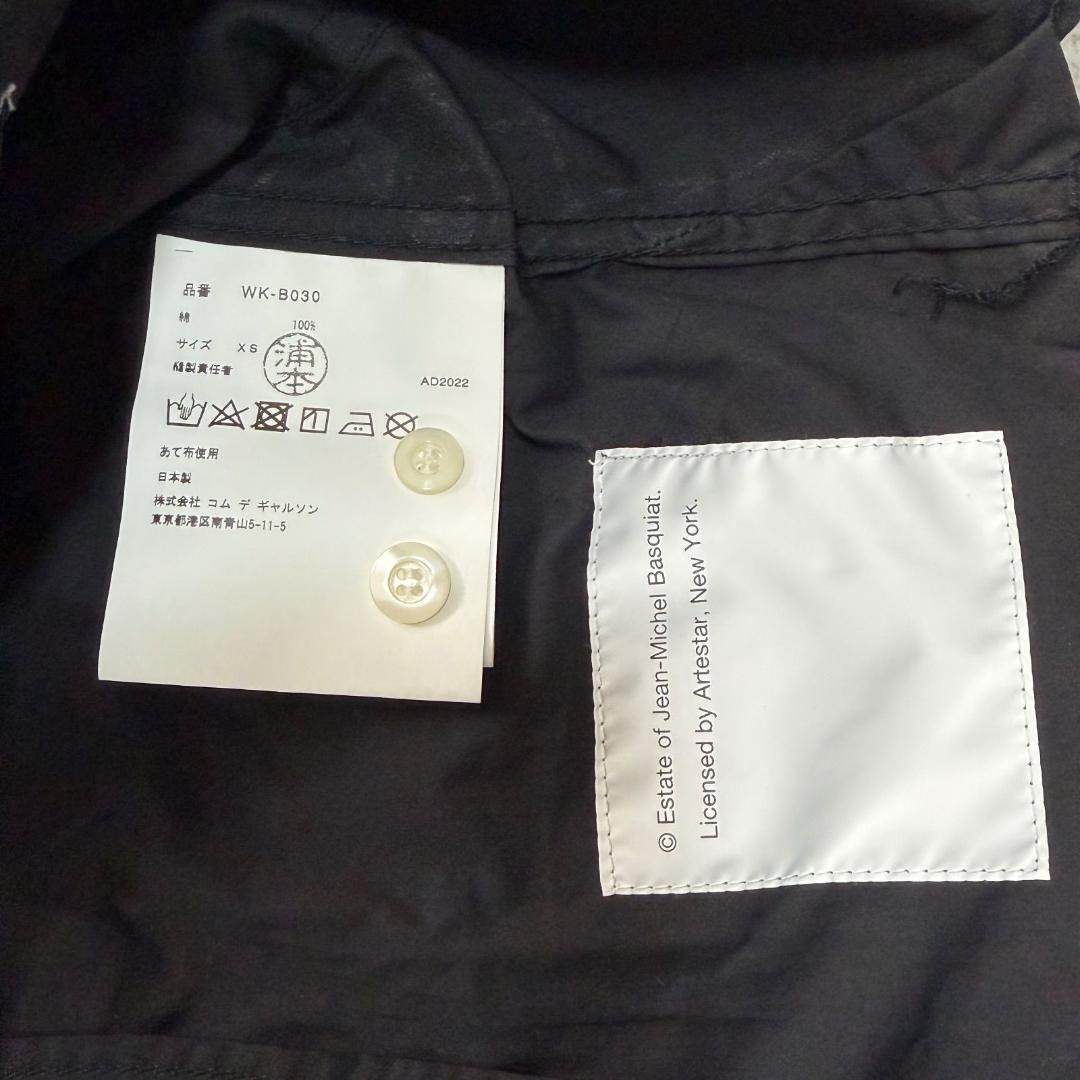 品番 WK-B030
綿 100%
サイズ XS
縫製責任者 浦本
AD2022
あて布使用
日本製
株式会社 コム デ ギャルソン
東京都港区南青山5-11-5
© Estate of Jean-Michel Basquiat.
Licensed by Artestar, New York.